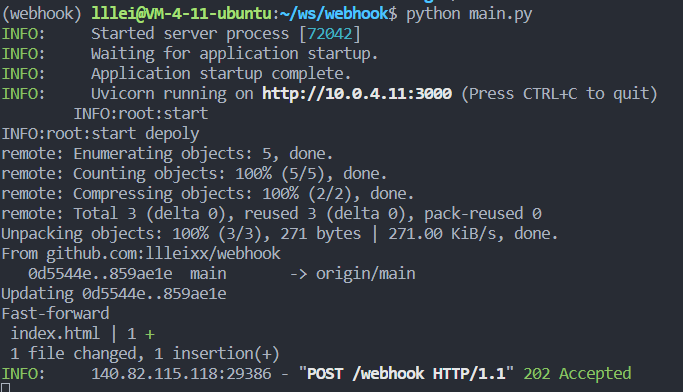 (webhook) lllei@VM-4-11-ubuntu:~/ws/webhook$ python main.py
INFO:     Started server process [72042]
INFO:     Waiting for application startup.
INFO:     Application startup complete.
INFO:     Uvicorn running on http://10.0.4.11:3000 (Press CTRL+C to quit)
        INFO:root:start
INFO:root:start depoly
remote: Enumerating objects: 5, done.
remote: Counting objects: 100% (5/5), done.
remote: Compressing objects: 100% (2/2), done.
remote: Total 3 (delta 0), reused 3 (delta 0), pack-reused 0
Unpacking objects: 100% (3/3), 271 bytes | 271.00 KiB/s, done.
From github.com:llleixx/webhook
   0d5544e..859ae1e  main       -> origin/main
Updating 0d5544e..859ae1e
Fast-forward
 index.html | 1 +
 1 file changed, 1 insertion(+)
INFO:     140.82.115.118:29386 - "POST /webhook HTTP/1.1" 202 Accepted